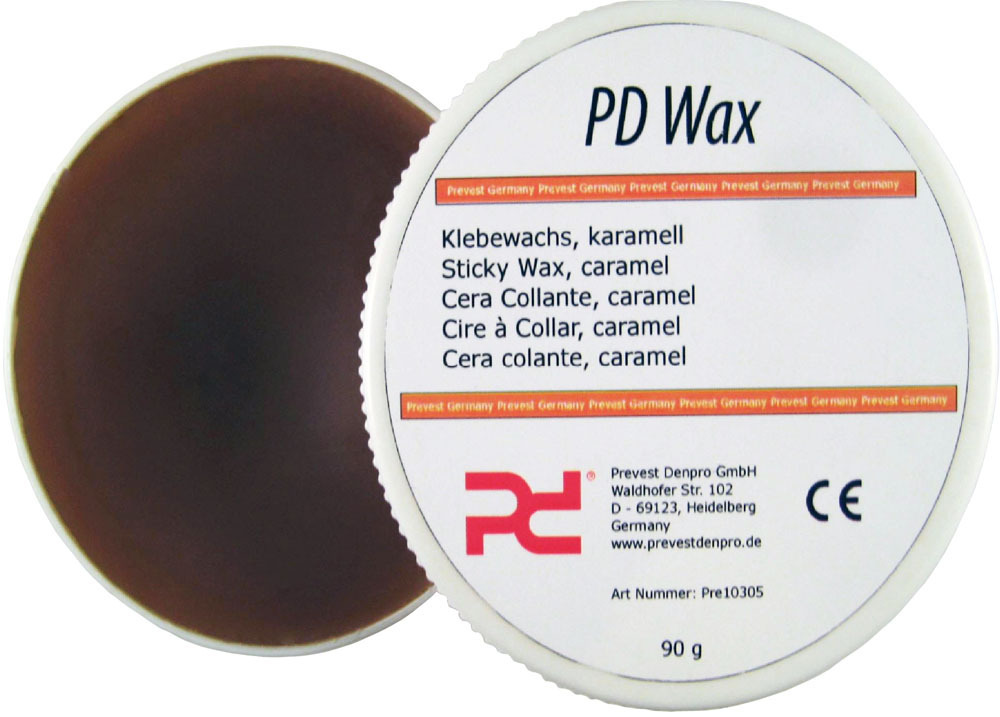 PD Wax
Prevest Germany Prevest Germany Prevest Germany Prevest Germany Prevest Germany
Klebewachs, karamell
Sticky Wax, caramel
Cera Collante, caramel
Cire à Collar, caramel
Cera colante, caramel
Prevest Germany Prevest Germany Prevest Germany Prevest Germany Prevest Germany Prevest Germany
®
Prevest Denpro GmbH
Waldhofer Str. 102
D - 69123, Heidelberg
Germany
www.prevestdenpro.de
CE
Art Nummer: Pre10305
90 g